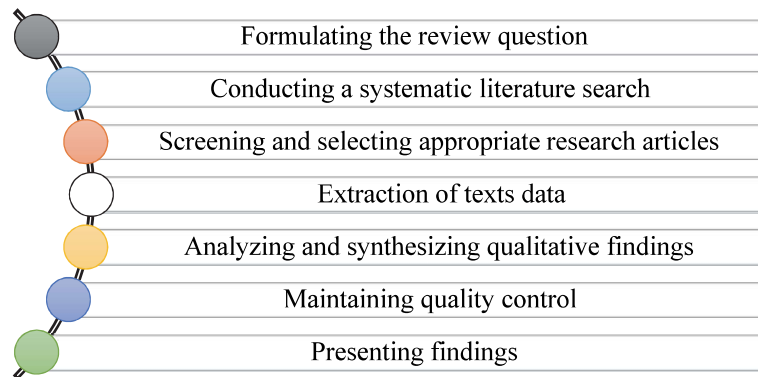 Formulating the review question
Conducting a systematic literature search
Screening and selecting appropriate research articles
Extraction of texts data
Analyzing and synthesizing qualitative findings
Maintaining quality control
Presenting findings